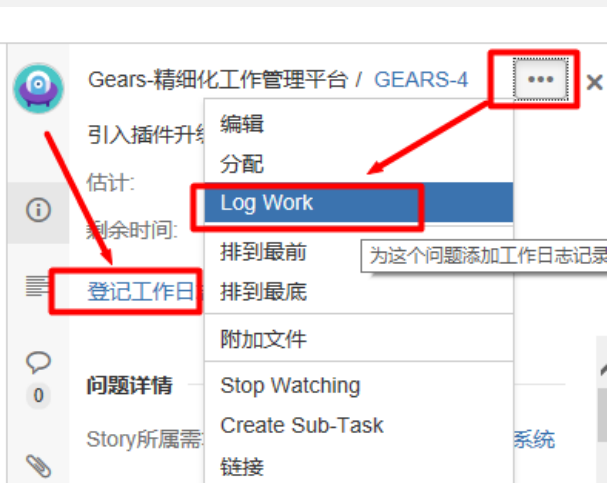 Gears-精细化工作管理平台 / GEARS-4
引入插件升
编辑
分配
估计:
Log Work
剩余时间:
排到最前
为这个问题添加工作日志记录
登记工作日
排到最底
附加文件
问题详情
Stop Watching
0
Create Sub-Task
Story所属需
系统
链接